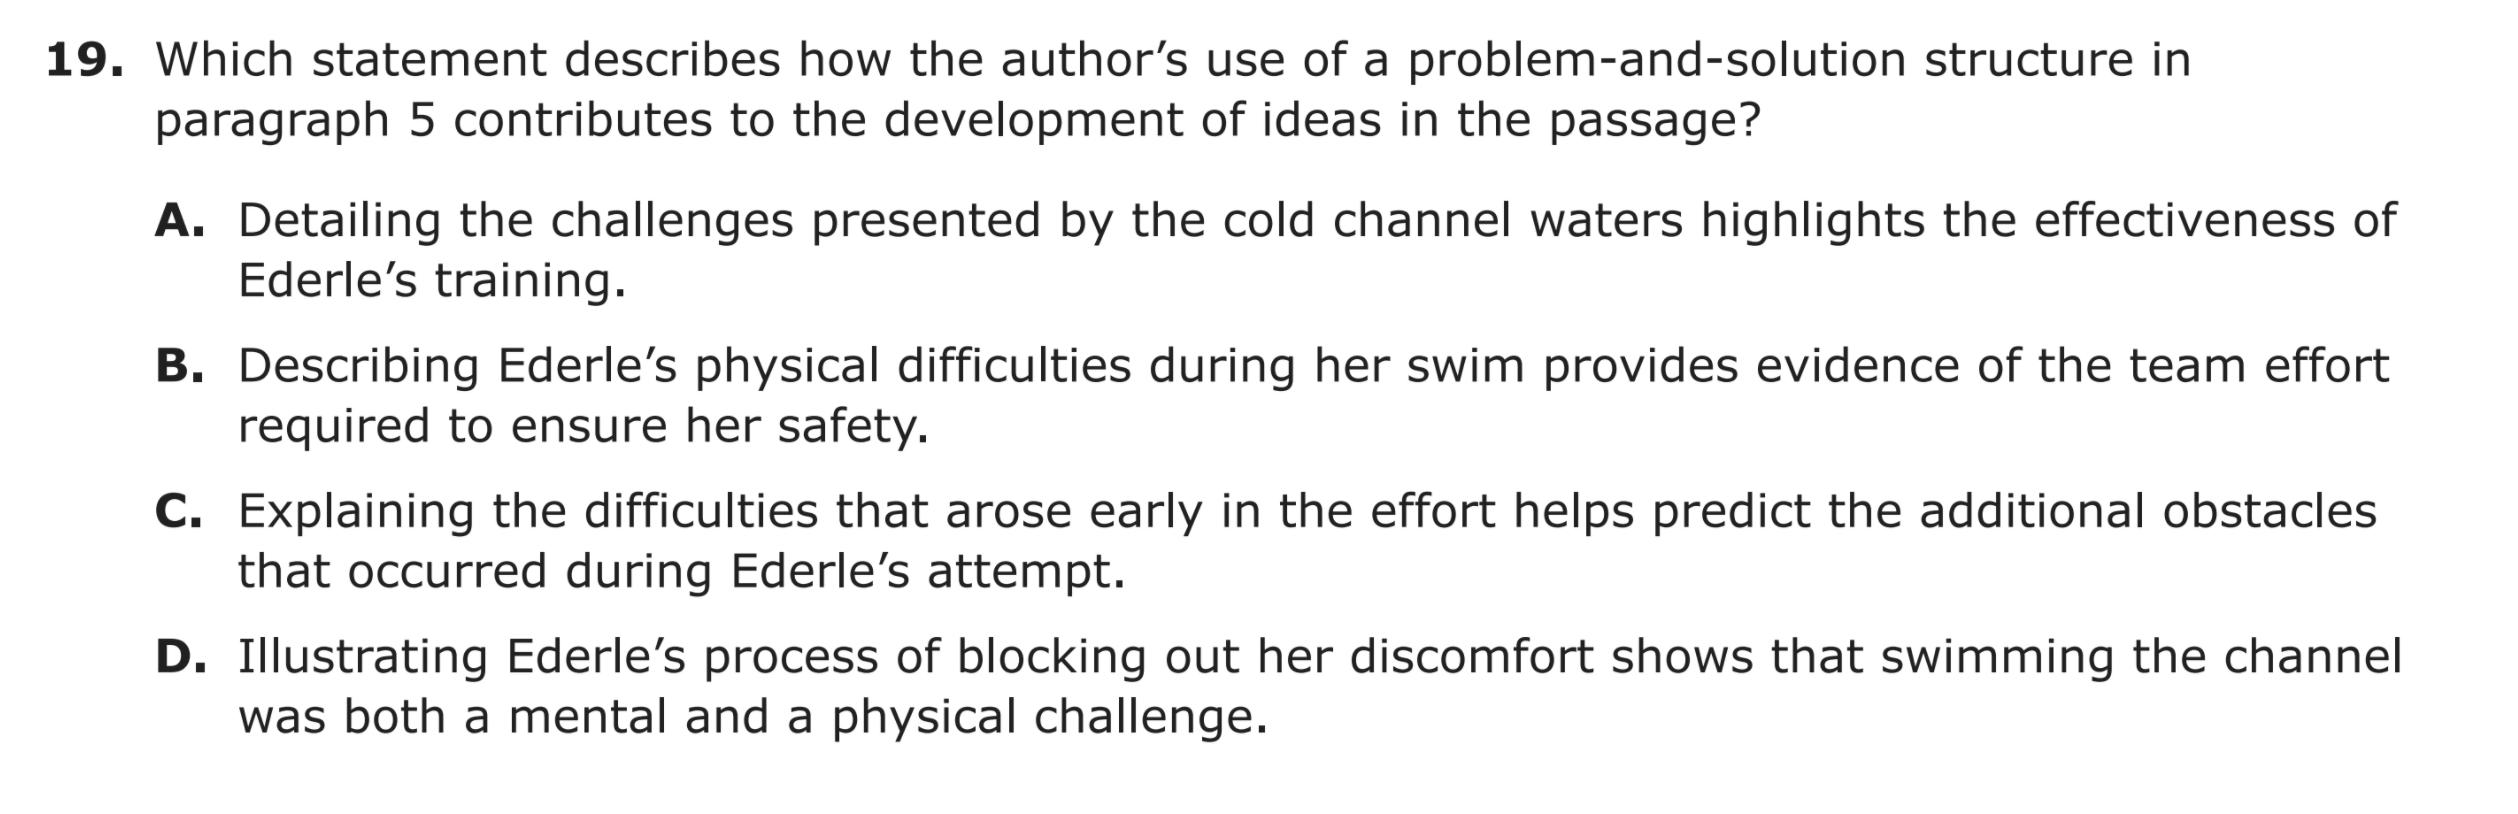 19. Which statement describes how the author’s use of a problem-and-solution structure in
paragraph 5 contributes to the development of ideas in the passage?
A. Detailing the challenges presented by the cold channel waters highlights the effectiveness of
Ederle’s training.
B. Describing Ederle’s physical difficulties during her swim provides evidence of the team effort
required to ensure her safety.
C. Explaining the difficulties that arose early in the effort helps predict the additional obstacles
that occurred during Ederle’s attempt.
D. Illustrating Ederle’s process of blocking out her discomfort shows that swimming the channel
was both a mental and a physical challenge.